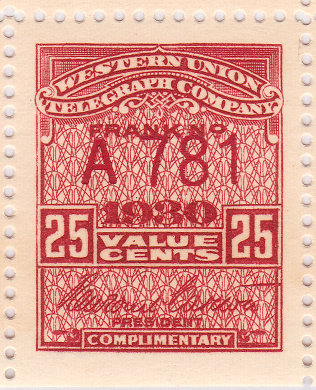 WESTERN UNION
TELEGRAPH COMPANY
FRANK NO.
A 781
1930
25 VALUE CENTS 25
PRESIDENT
COMPLIMENTARY